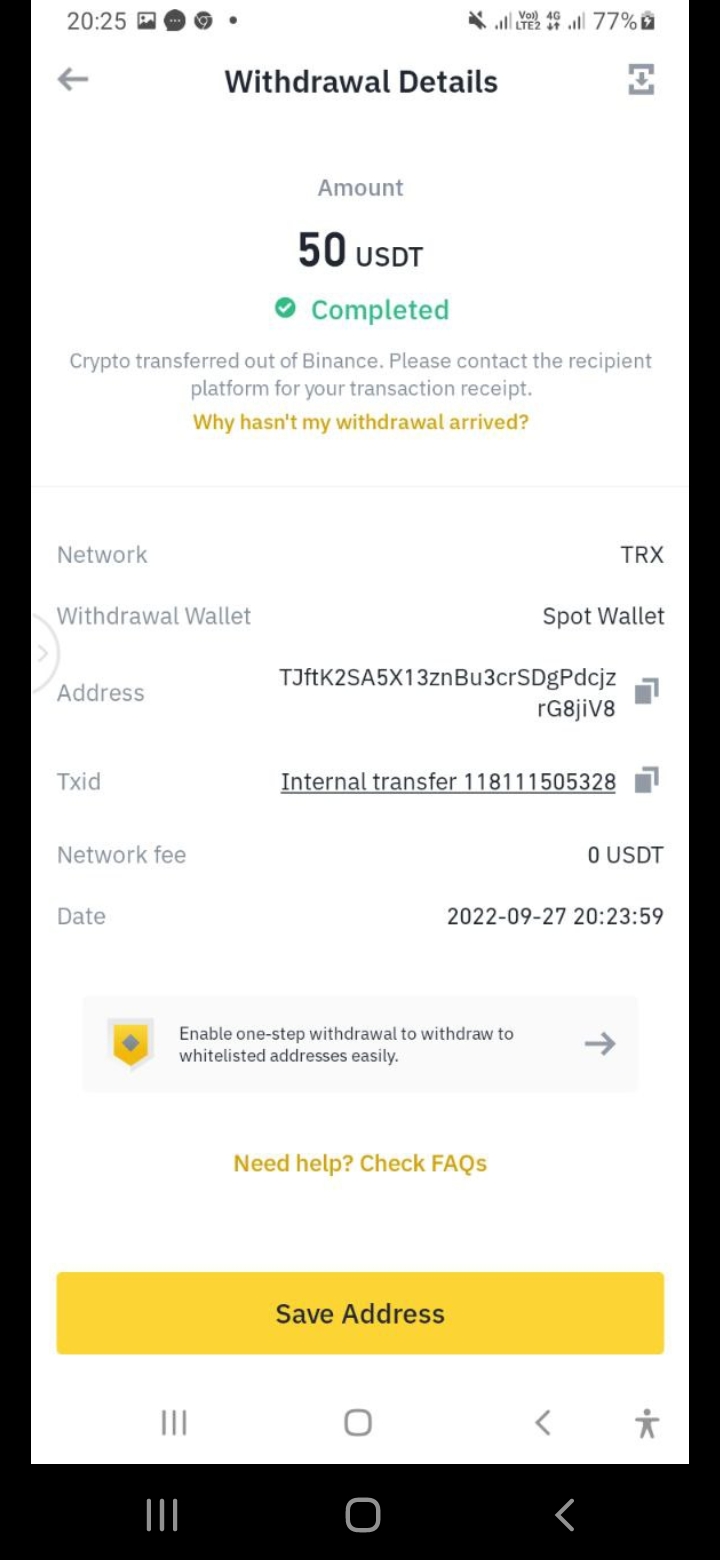 20:25 Vo)) LTE2 4G 77%
Withdrawal Details
Amount
50 USDT
Completed
Crypto transferred out of Binance. Please contact the recipient
platform for your transaction receipt.
Why hasn't my withdrawal arrived?
Network TRX
Withdrawal Wallet Spot Wallet
Address TJftK2SA5X13znBu3crSDgPdcjz
rG8jiV8
Txid Internal transfer 118111505328
Network fee 0 USDT
Date 2022-09-27 20:23:59
Enable one-step withdrawal to withdraw to
whitelisted addresses easily.
Need help? Check FAQs
Save Address